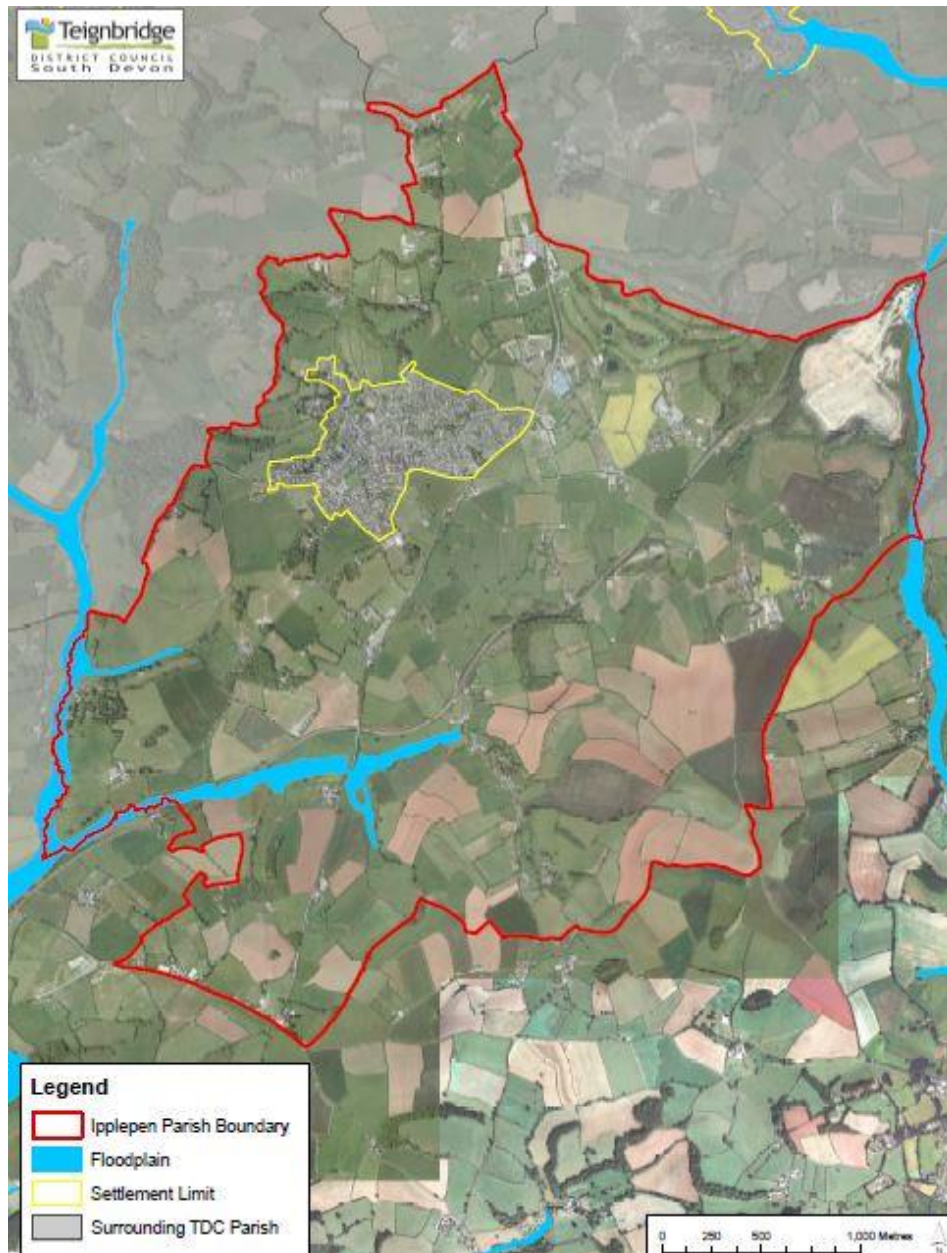 Teignbridge
DISTRICT COUNCIL
South Devon
Legend
Ipplepen Parish Boundary
Floodplain
Settlement Limit
Surrounding TDC Parish
0 250 500 1,000 Metres